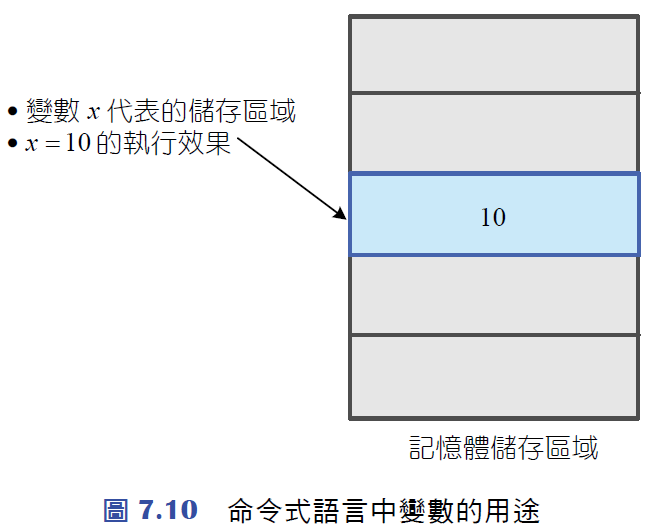 • 變數 x 代表的儲存區域
• x = 10 的執行效果
10
記憶體儲存區域
圖 7.10 命令式語言中變數的用途